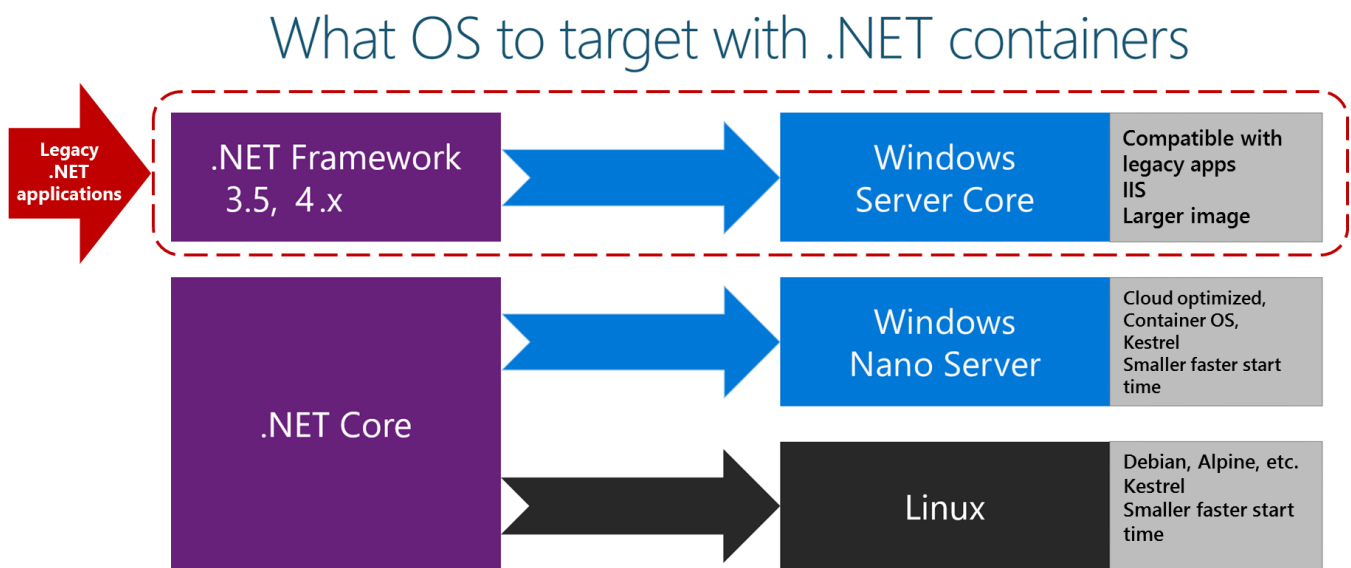 What OS to target with .NET containers
Legacy
.NET
applications
.NET Framework
3.5, 4.x
Windows
Server Core
Compatible with
legacy apps
IIS
Larger image
.NET Core
Windows
Nano Server
Cloud optimized,
Container OS,
Kestrel
Smaller faster start
time
Linux
Debian, Alpine, etc.
Kestrel
Smaller faster start
time